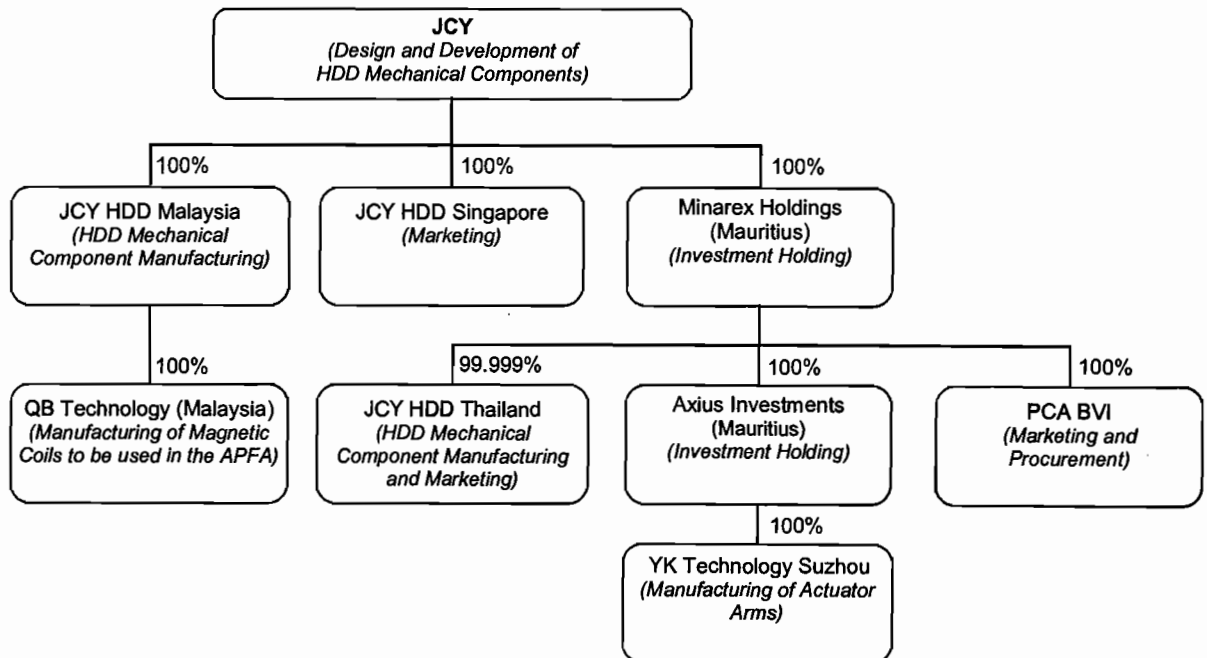 JCY
(Design and Development of
HDD Mechanical Components)
100%
100%
100%
JCY HDD Malaysia
(HDD Mechanical
Component Manufacturing)
JCY HDD Singapore
(Marketing)
Minarex Holdings
(Mauritius)
(Investment Holding)
100%
99.999%
100%
100%
QB Technology (Malaysia)
(Manufacturing of Magnetic
Coils to be used in the APFA)
JCY HDD Thailand
(HDD Mechanical
Component Manufacturing
and Marketing)
Axius Investments
(Mauritius)
(Investment Holding)
PCA BVI
(Marketing and
Procurement)
100%
YK Technology Suzhou
(Manufacturing of Actuator
Arms)